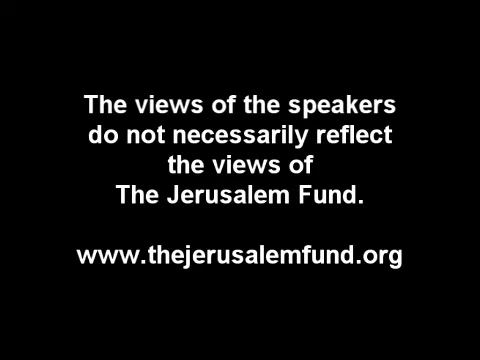 The views of the speakers
do not necessarily reflect
the views of
The Jerusalem Fund.
www.thejerusalemfund.org